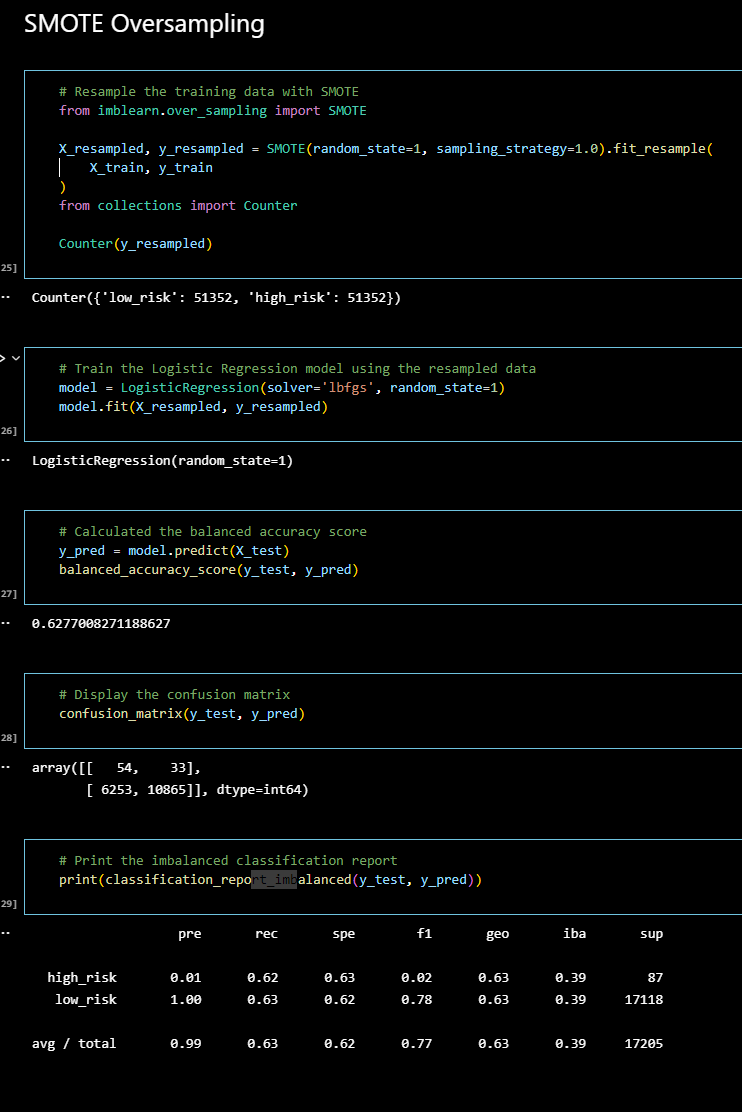 SMOTE Oversampling
# Resample the training data with SMOTE
from imblearn.over_sampling import SMOTE
X_resampled, y_resampled = SMOTE(random_state=1, sampling_strategy=1.0).fit_resample(
X_train, y_train
)
from collections import Counter
Counter(y_resampled)
25]
Counter({'low_risk': 51352, 'high_risk': 51352})
# Train the Logistic Regression model using the resampled data
model = LogisticRegression(solver='lbfgs', random_state=1)
model.fit(X_resampled, y_resampled)
26]
LogisticRegression(random_state=1)
# Calculated the balanced accuracy score
y_pred = model.predict(X_test)
balanced_accuracy_score(y_test, y_pred)
27]
0.6277008271188627
# Display the confusion matrix
confusion_matrix(y_test, y_pred)
28]
array([[   54,    33],
[ 6253, 10865]], dtype=int64)
# Print the imbalanced classification report
print(classification_report_imbalanced(y_test, y_pred))
29]
pre rec spe f1 geo iba sup
high_risk 0.01 0.62 0.63 0.02 0.63 0.39 87
low_risk 1.00 0.63 0.62 0.78 0.63 0.39 17118
avg / total 0.99 0.63 0.62 0.77 0.63 0.39 17205